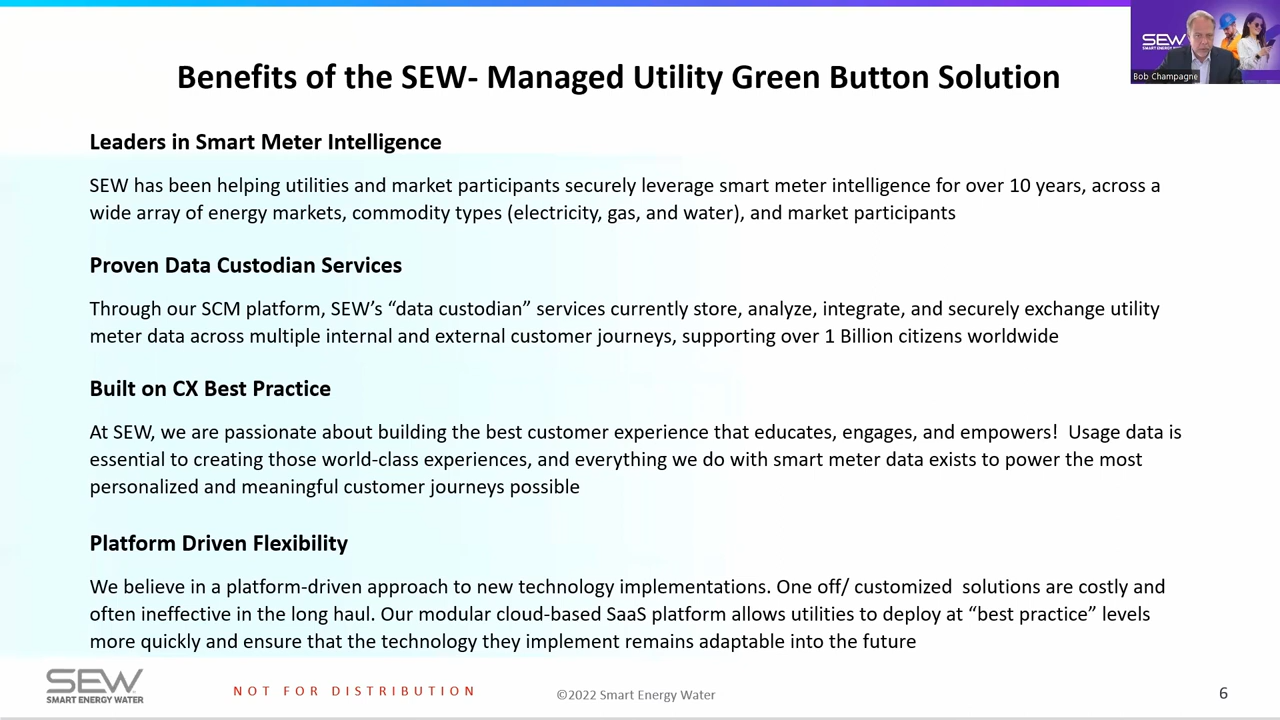 SEW
SMART ENERGY WATER
Bob Champagne
Benefits of the SEW- Managed Utility Green Button Solution
Leaders in Smart Meter Intelligence
SEW has been helping utilities and market participants securely leverage smart meter intelligence for over 10 years, across a
wide array of energy markets, commodity types (electricity, gas, and water), and market participants
Proven Data Custodian Services
Through our SCM platform, SEW’s “data custodian” services currently store, analyze, integrate, and securely exchange utility
meter data across multiple internal and external customer journeys, supporting over 1 Billion citizens worldwide
Built on CX Best Practice
At SEW, we are passionate about building the best customer experience that educates, engages, and empowers!  Usage data is
essential to creating those world-class experiences, and everything we do with smart meter data exists to power the most
personalized and meaningful customer journeys possible
Platform Driven Flexibility
We believe in a platform-driven approach to new technology implementations. One off/ customized  solutions are costly and
often ineffective in the long haul. Our modular cloud-based SaaS platform allows utilities to deploy at “best practice” levels
more quickly and ensure that the technology they implement remains adaptable into the future
SEW
SMART ENERGY WATER
NOT FOR DISTRIBUTION
©2022 Smart Energy Water
6